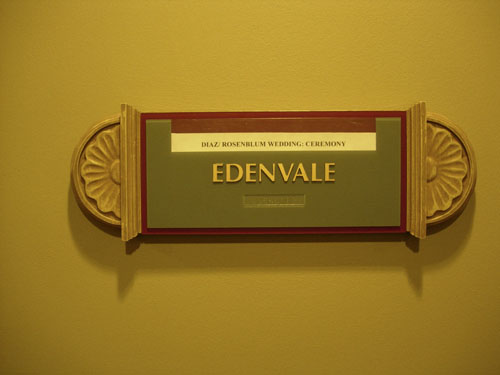 DIAZ/ ROSENBLUM WEDDING: CEREMONY
EDENVALE